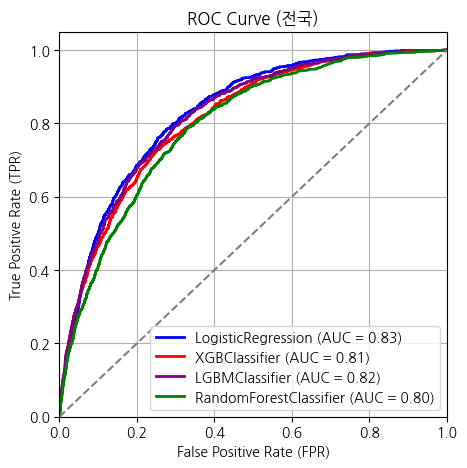 ROC Curve (전국)
True Positive Rate (TPR)
1.0
0.8
0.6
0.4
0.2
0.0
LogisticRegression (AUC = 0.83)
XGBClassifier (AUC = 0.81)
LGBMClassifier (AUC = 0.82)
RandomForestClassifier (AUC = 0.80)
0.0 0.2 0.4 0.6 0.8 1.0
False Positive Rate (FPR)